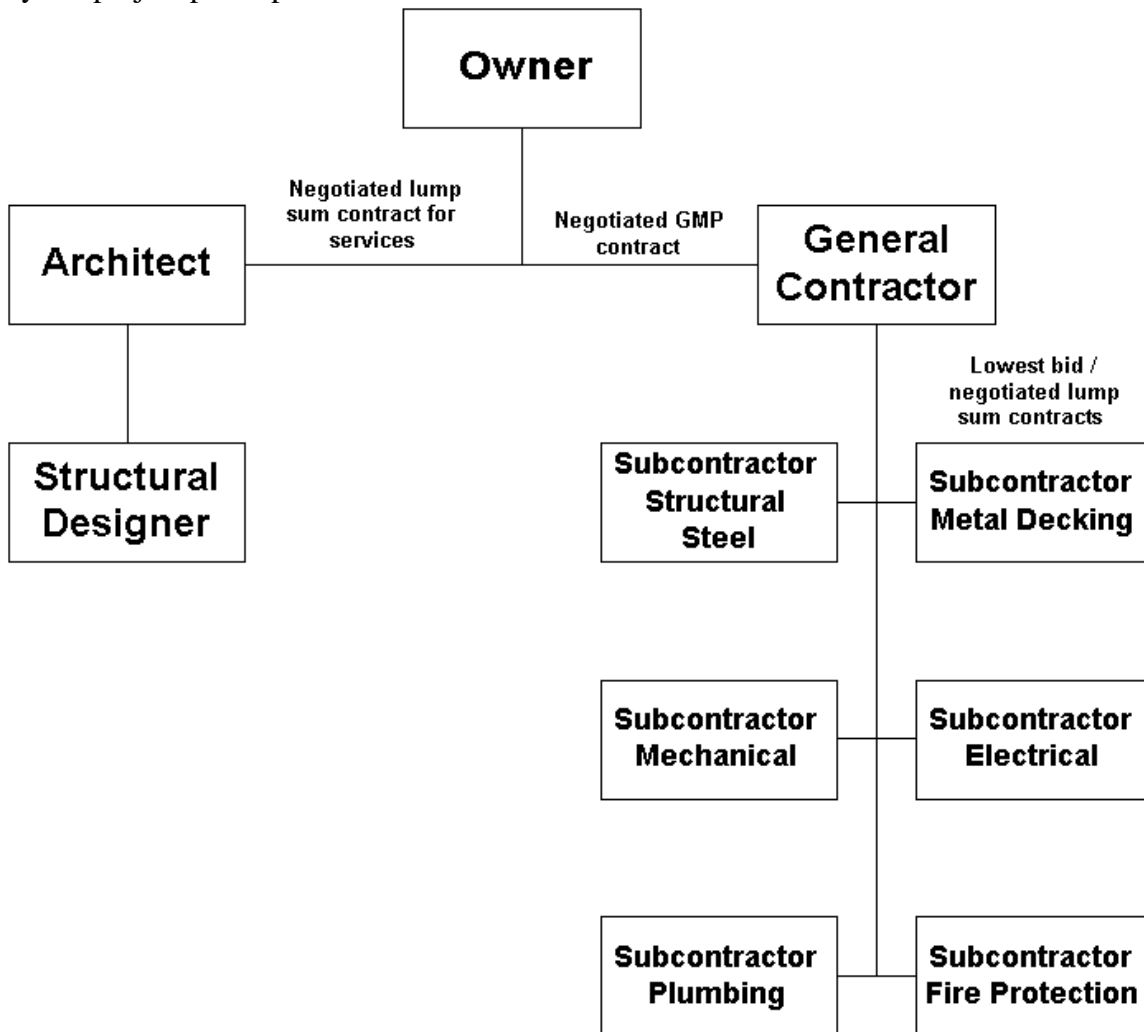 Owner
Negotiated lump
sum contract for
services
Negotiated GMP
contract
Architect
General
Contractor
Lowest bid /
negotiated lump
sum contracts
Structural
Designer
Subcontractor
Structural
Steel
Subcontractor
Metal Decking
Subcontractor
Mechanical
Subcontractor
Electrical
Subcontractor
Plumbing
Subcontractor
Fire Protection